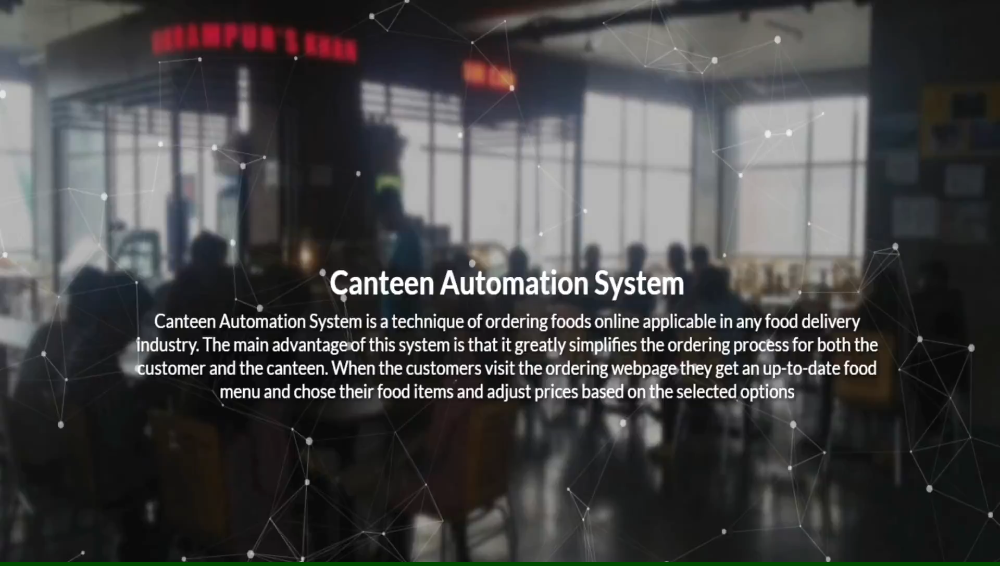 Canteen Automation System
Canteen Automation System is a technique of ordering foods online applicable in any food delivery
industry. The main advantage of this system is that it greatly simplifies the ordering process for both the
customer and the canteen. When the customers visit the ordering webpage they get an up-to-date food
menu and chose their food items and adjust prices based on the selected options